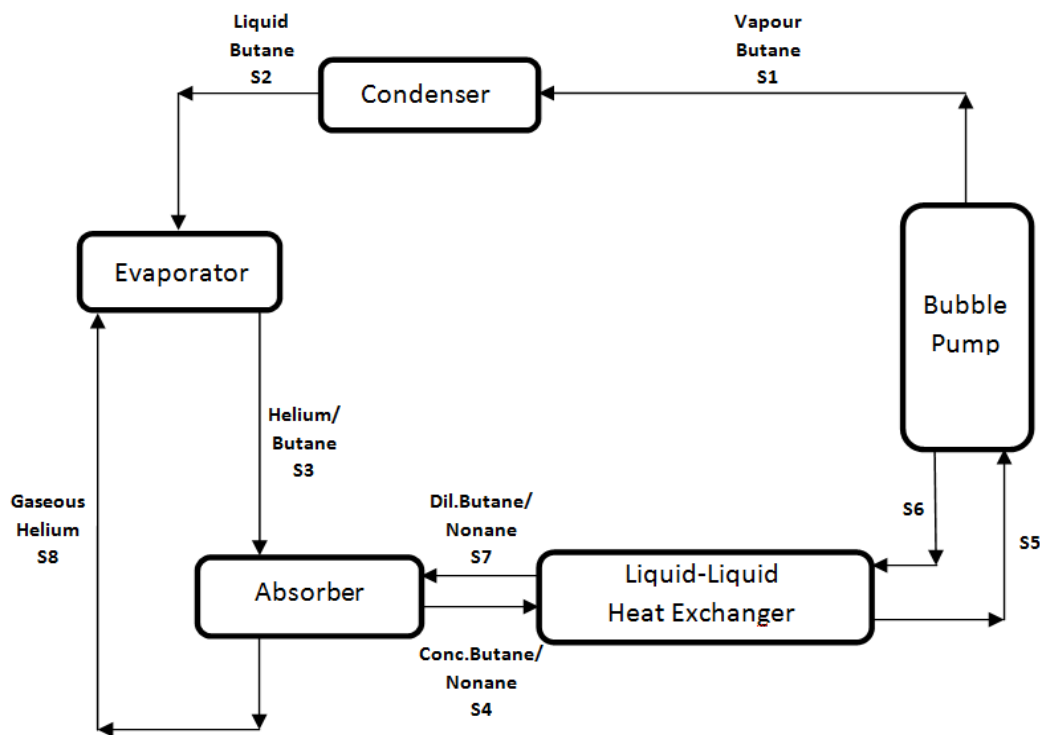 Liquid
Butane
S2
Vapour
Butane
S1
Condenser
Evaporator
Bubble
Pump
Helium/
Butane
S3
Gaseous
Helium
S8
Dil.Butane/
Nonane
S7
S6
S5
Absorber
Liquid-Liquid
Heat Exchanger
Conc.Butane/
Nonane
S4